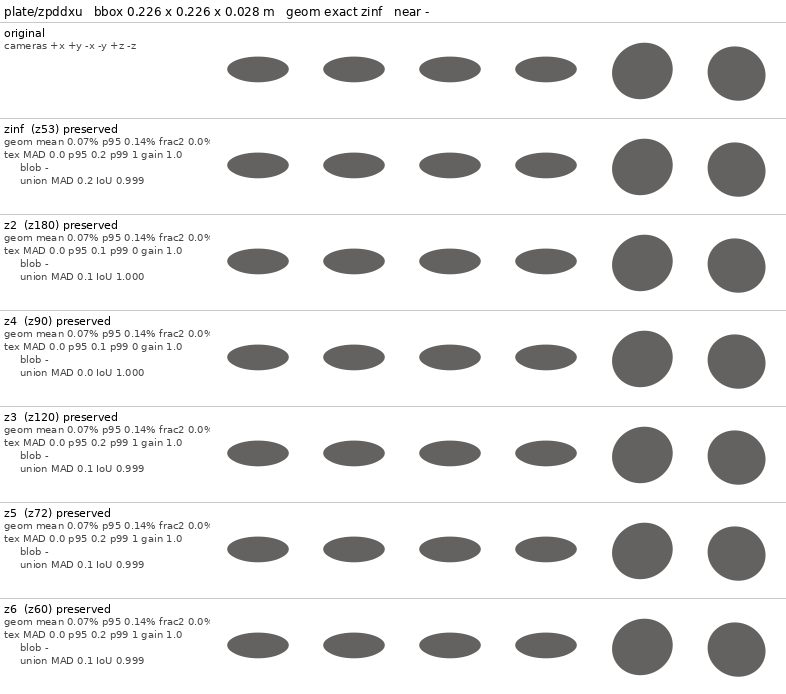 plate/zpddxu bbox 0.226 x 0.226 x 0.028 m geom exact zinf near -
original
cameras +x +y -x -y +z -z
zinf (z53) preserved
geom mean 0.07% p95 0.14% frac2 0.0%
tex MAD 0.0 p95 0.2 p99 1 gain 1.0
blob -
union MAD 0.2 IoU 0.999
z2 (z180) preserved
geom mean 0.07% p95 0.14% frac2 0.0%
tex MAD 0.0 p95 0.1 p99 0 gain 1.0
blob -
union MAD 0.1 IoU 1.000
z4 (z90) preserved
geom mean 0.07% p95 0.14% frac2 0.0%
tex MAD 0.0 p95 0.1 p99 0 gain 1.0
blob -
union MAD 0.0 IoU 1.000
z3 (z120) preserved
geom mean 0.07% p95 0.14% frac2 0.0%
tex MAD 0.0 p95 0.2 p99 1 gain 1.0
blob -
union MAD 0.1 IoU 0.999
z5 (z72) preserved
geom mean 0.07% p95 0.14% frac2 0.0%
tex MAD 0.0 p95 0.2 p99 1 gain 1.0
blob -
union MAD 0.1 IoU 0.999
z6 (z60) preserved
geom mean 0.07% p95 0.14% frac2 0.0%
tex MAD 0.0 p95 0.2 p99 1 gain 1.0
blob -
union MAD 0.1 IoU 0.999